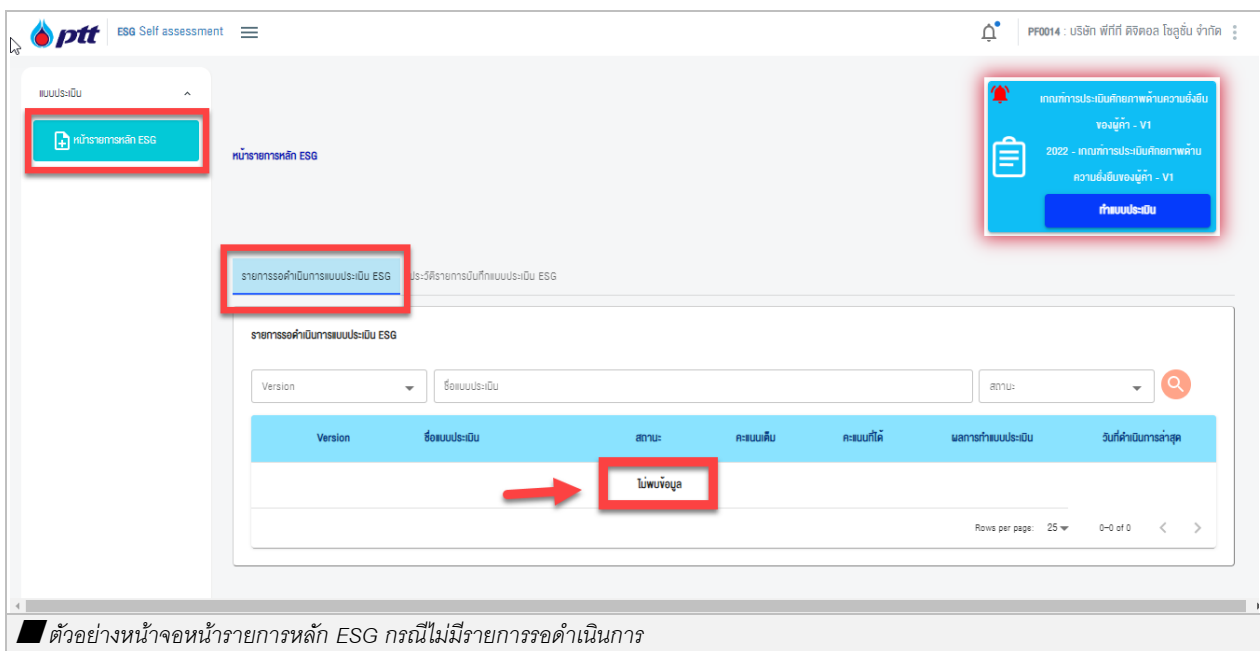 ptt ESG Self assessment
PF0014 : บริษัท พีทีที ดิจิตอล โซลูชั่น จำกัด
แบบประเมิน
หน้ารายการหลัก ESG
หน้ารายการหลัก ESG
เกณฑ์การประเมินศักยภาพด้านความยั่งยืน
ของผู้ค้า - V1
2022 - เกณฑ์การประเมินศักยภาพด้าน
ความยั่งยืนของผู้ค้า - V1
ทำแบบประเมิน
รายการรอดำเนินการแบบประเมิน ESG ประวัติรายการบันทึกแบบประเมิน ESG
รายการรอดำเนินการแบบประเมิน ESG
Version ชื่อแบบประเมิน สถานะ
Version ชื่อแบบประเมิน สถานะ คะแนนเต็ม คะแนนที่ได้ ผลการทำแบบประเมิน วันที่ดำเนินการล่าสุด
ไม่พบข้อมูล
Rows per page: 25 0-0 of 0
ตัวอย่างหน้าจอหน้ารายการหลัก ESG กรณีไม่มีรายการรอดำเนินการ